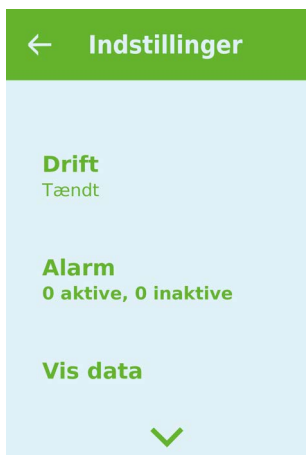 Indstillinger
Drift
Tændt
Alarm
0 aktive, 0 inaktive
Vis data